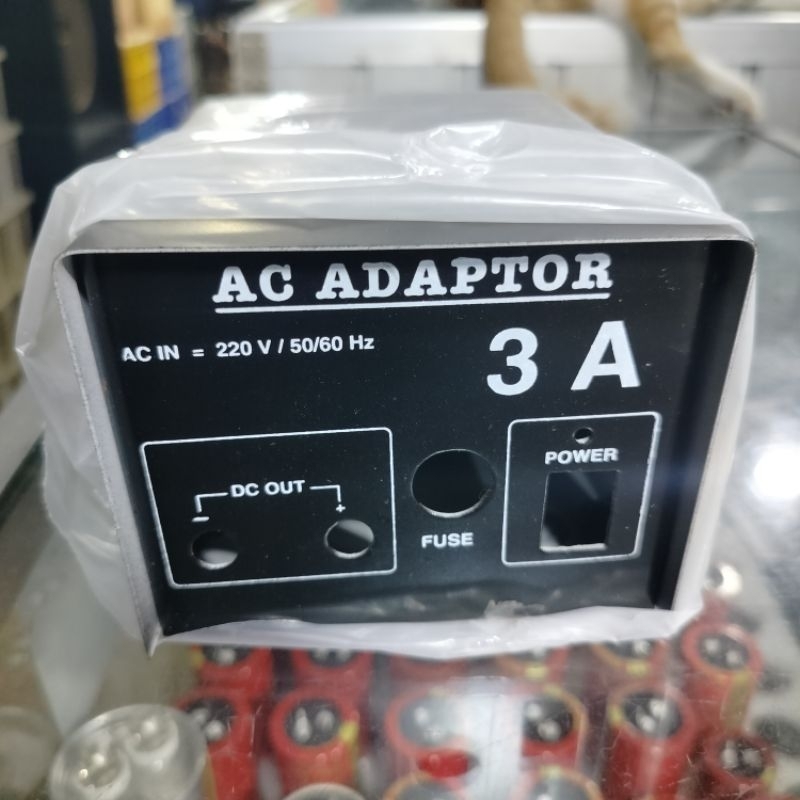 AC ADAPTOR
AC IN = 220 V / 50/60 Hz
3 A
DC OUT
- +
FUSE
POWER